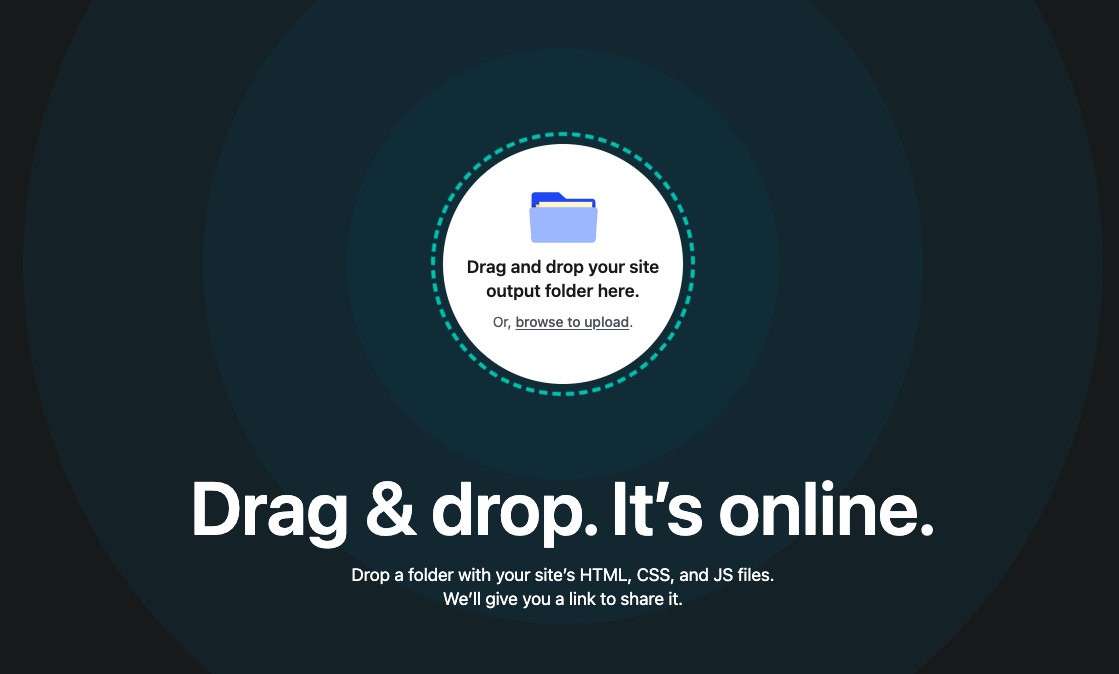 Drag and drop your site
output folder here.
Or, browse to upload.
Drag & drop. It’s online.
Drop a folder with your site’s HTML, CSS, and JS files.
We’ll give you a link to share it.